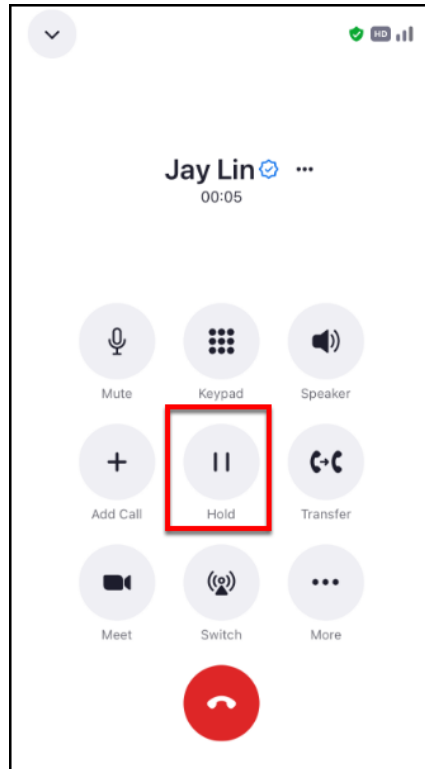 HD
Jay Lin
00:05
Mute Keypad Speaker
Add Call Hold Transfer
Meet Switch More